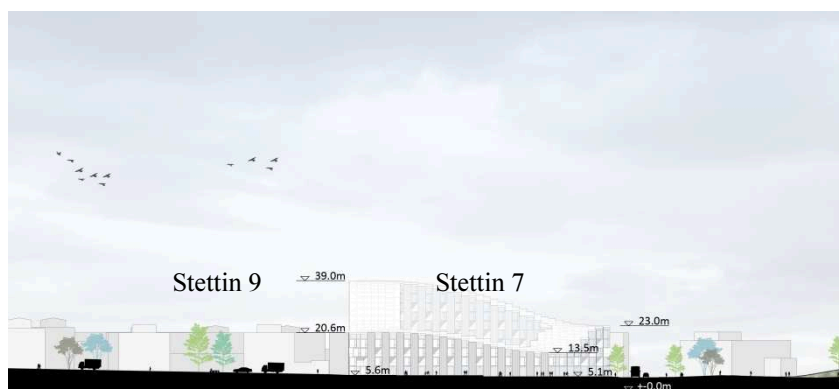 39.0m
Stettin 9
Stettin 7
23.0m
20.6m
13.5m
5.6m
5.1m
+-0.0m